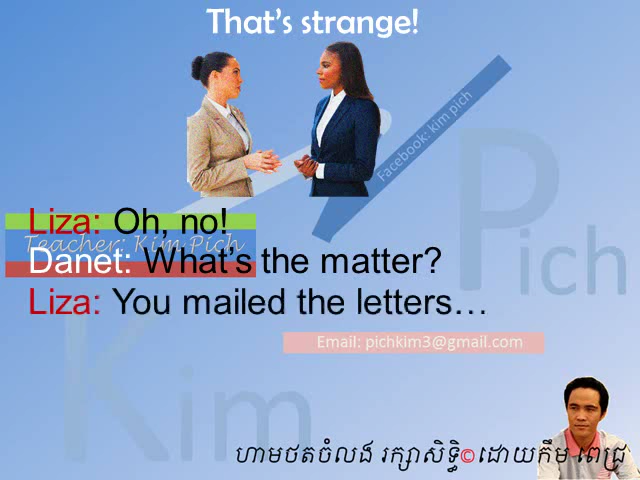 That's strange!
Facebook: kim pich
Liza: Oh, no!
Teacher: Kim Pich
Danet: What's the matter?
Pich
Liza: You mailed the letters…
Email: pichkim3@gmail.com
Kim
ហាមថតចំលង រក្សាសិទ្ធិ©ដោយគឹម ពេជ្រ